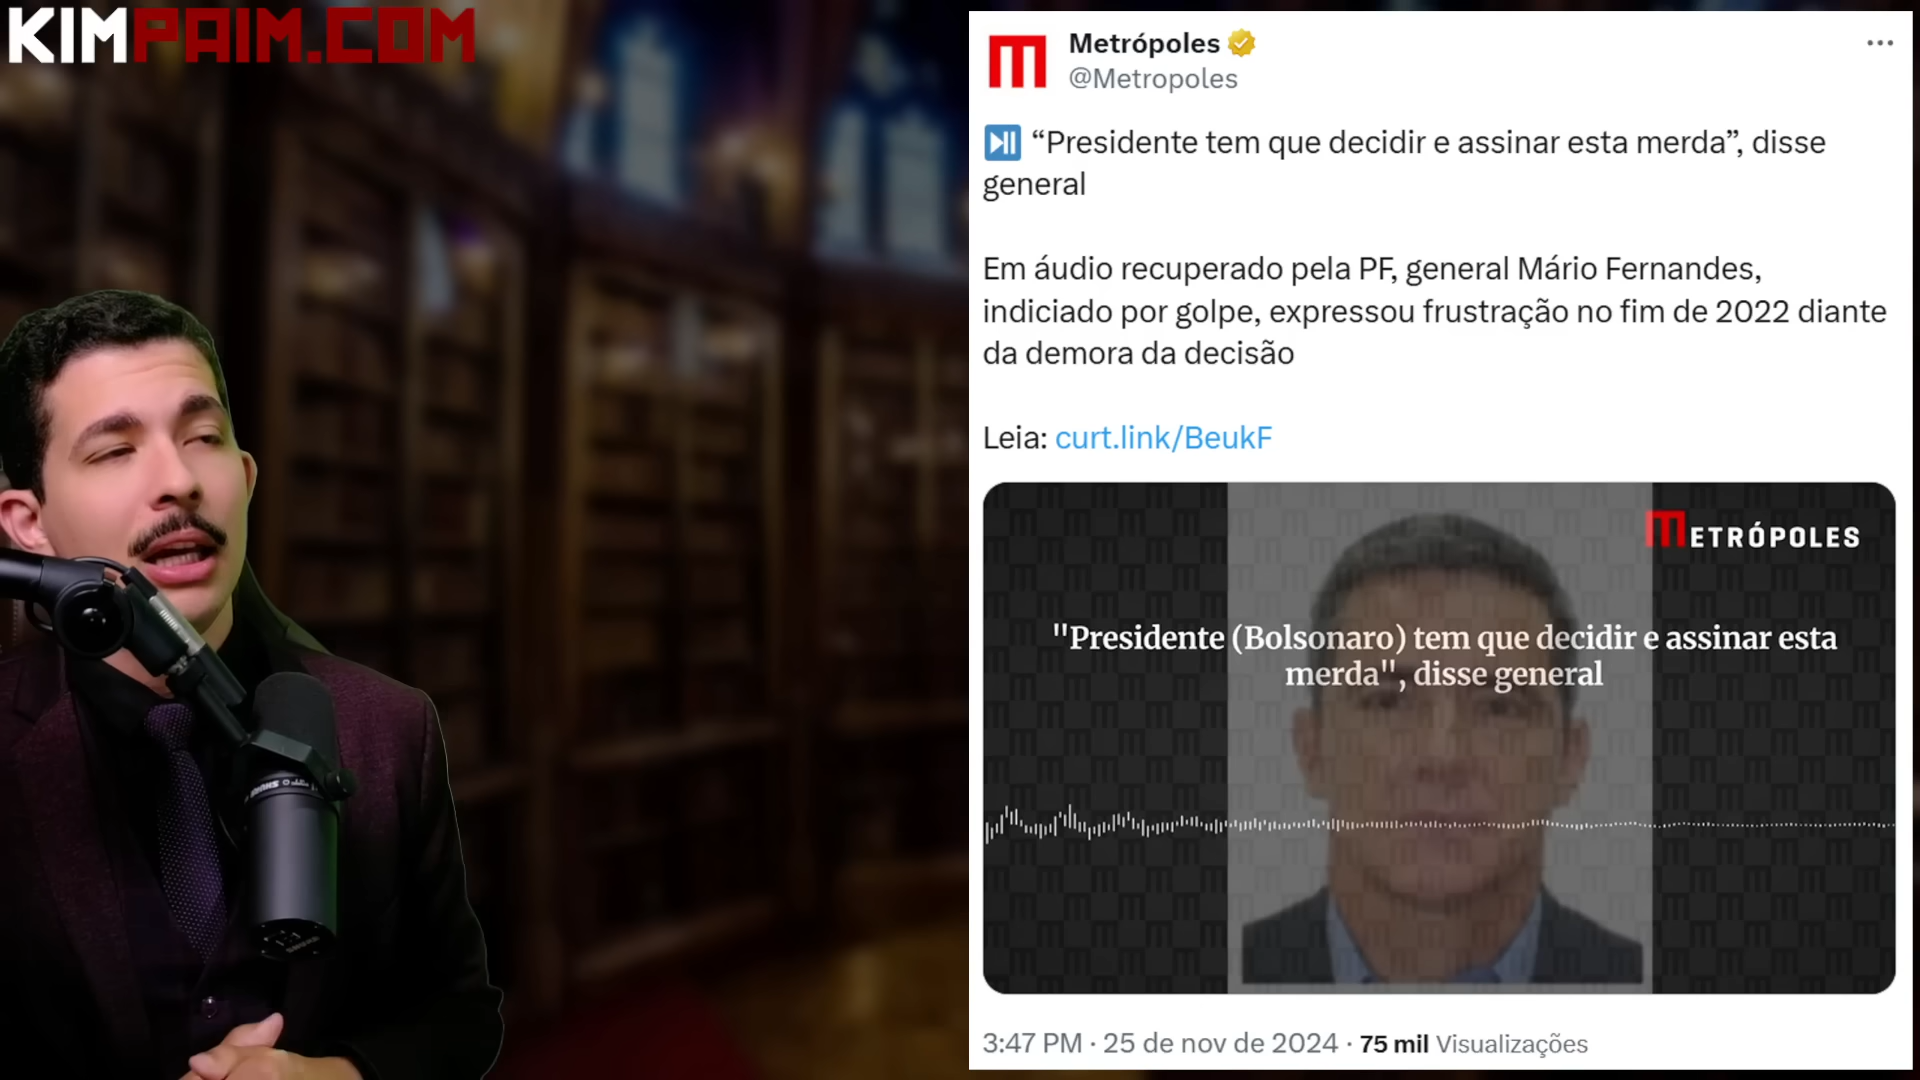 KIMPAIM.COM
Metrópoles
@Metropoles
“Presidente tem que decidir e assinar esta merda”, disse
general
Em áudio recuperado pela PF, general Mário Fernandes,
indiciado por golpe, expressou frustração no fim de 2022 diante
da demora da decisão
Leia: curt.link/BeukF
METRÓPOLES
"Presidente (Bolsonaro) tem que decidir e assinar esta
merda", disse general
3:47 PM · 25 de nov de 2024 · 75 mil Visualizações